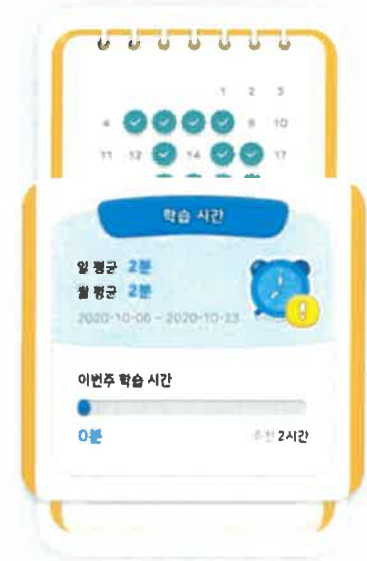 1 2 3
4 9 10
11 12 14 17
학습 시간
일 평균 2분
월 평균 2분
2020-10-06 - 2020-10-23
이번주 학습 시간
0분 추천 2시간